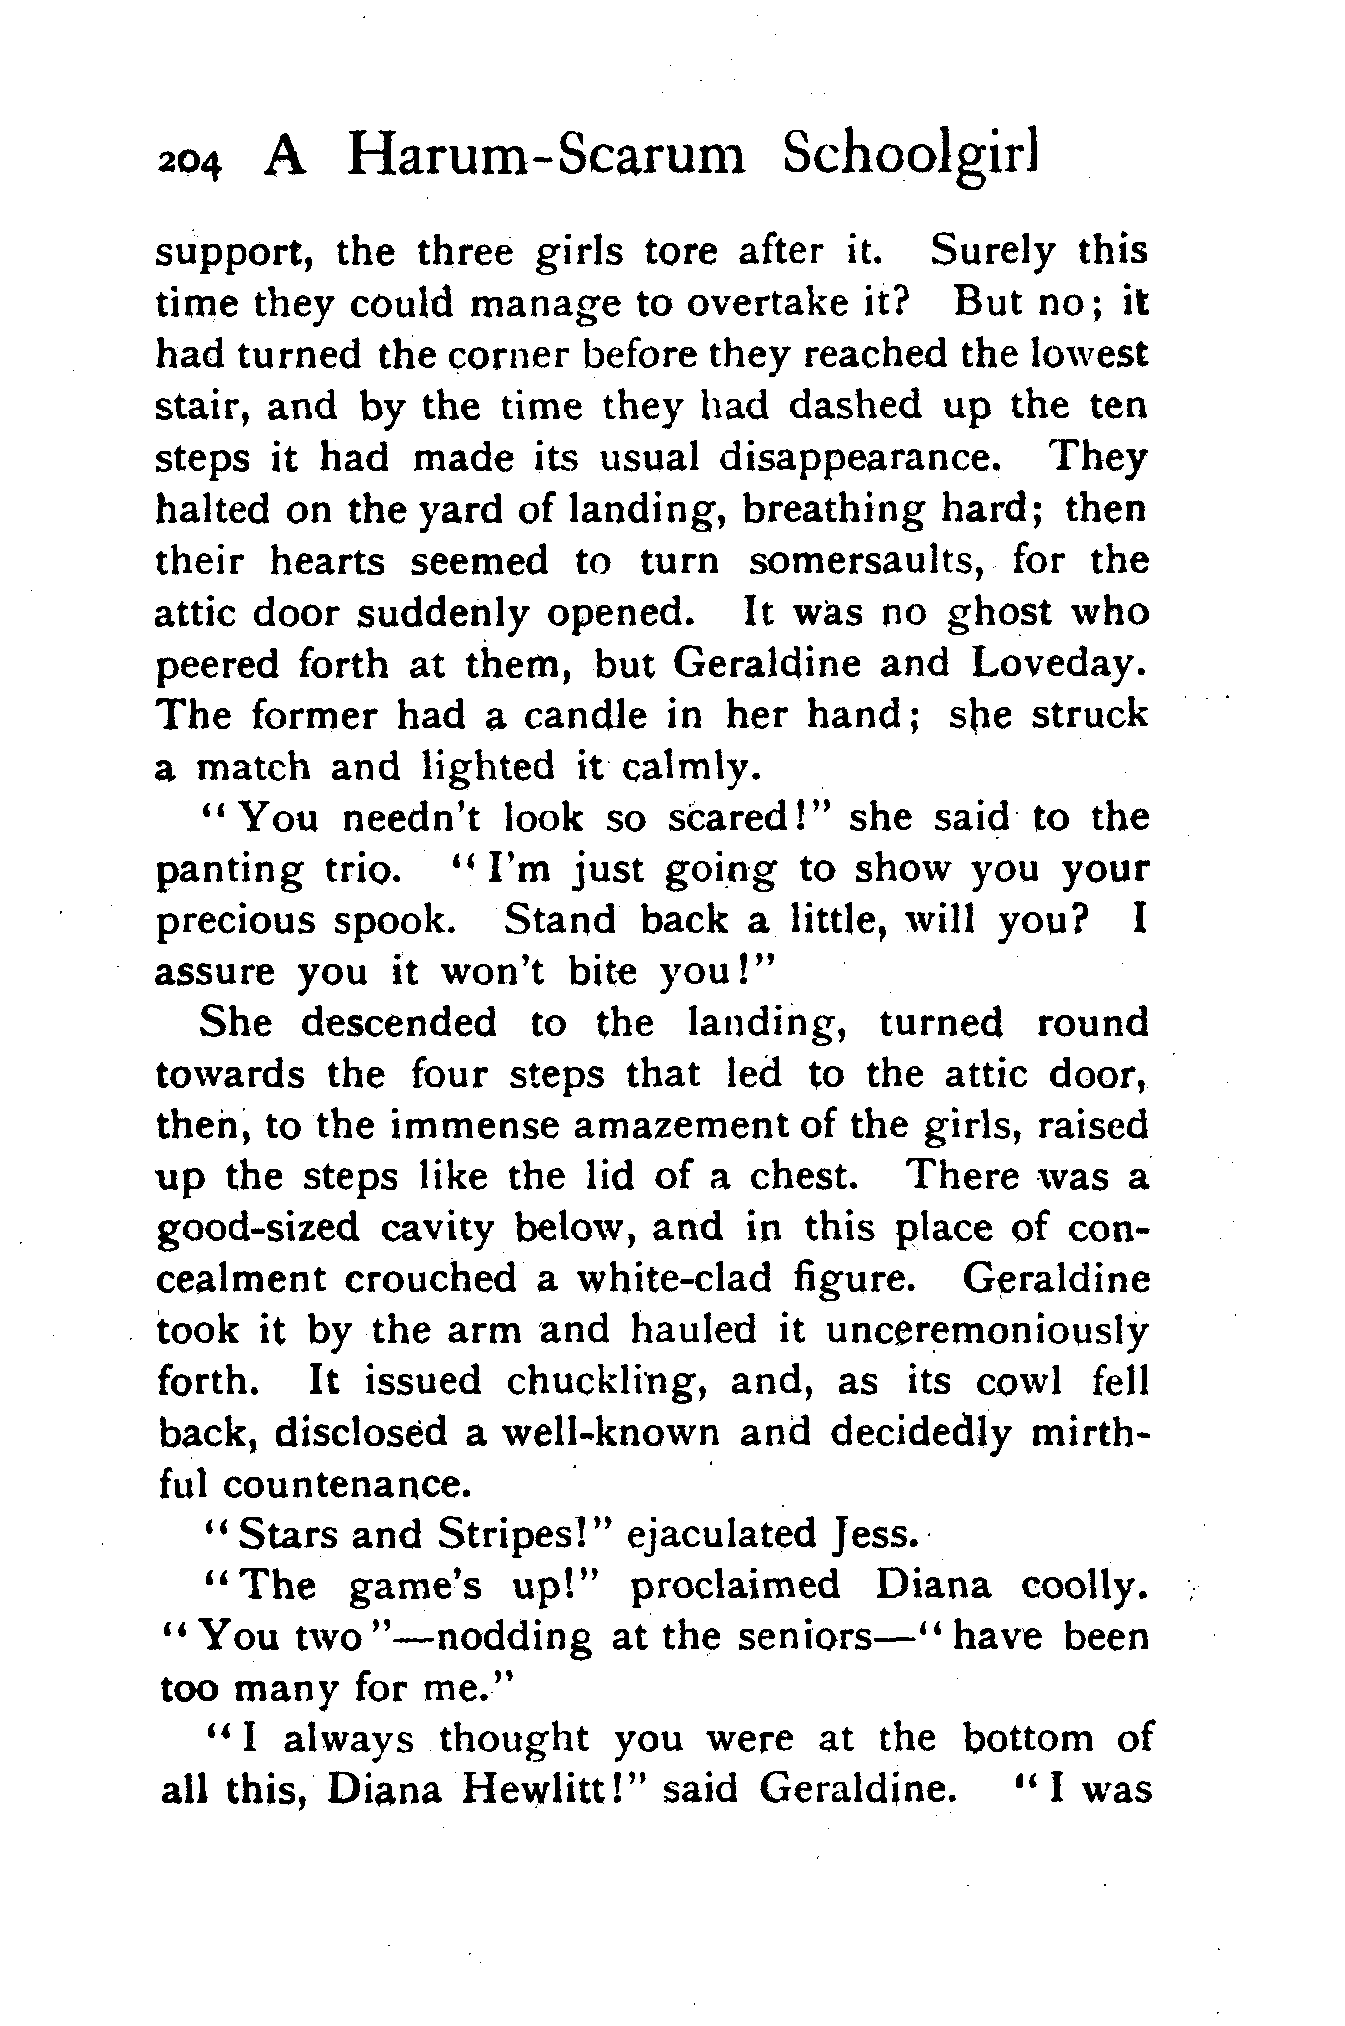 204 A Harum-Scarum Schoolgirl
support, the three girls tore after it. Surely this
time they could manage to overtake it? But no; it
had turned the corner before they reached the lowest
stair, and by the time they had dashed up the ten
steps it had made its usual disappearance. They
halted on the yard of landing, breathing hard; then
their hearts seemed to turn somersaults, for the
attic door suddenly opened. It was no ghost who
peered forth at them, but Geraldine and Loveday.
The former had a candle in her hand; she struck
a match and lighted it calmly.
"You needn't look so scared!" she said to the
panting trio. "I'm just going to show you your
precious spook. Stand back a little, will you? I
assure you it won't bite you!"
She descended to the landing, turned round
towards the four steps that led to the attic door,
then, to the immense amazement of the girls, raised
up the steps like the lid of a chest. There was a
good-sized cavity below, and in this place of con-
cealment crouched a white-clad figure. Geraldine
took it by the arm and hauled it unceremoniously
forth. It issued chuckling, and, as its cowl fell
back, disclosed a well-known and decidedly mirth-
ful countenance.
"Stars and Stripes!" ejaculated Jess.
"The game's up!" proclaimed Diana coolly.
"You two"—nodding at the seniors—"have been
too many for me."
"I always thought you were at the bottom of
all this, Diana Hewlitt!" said Geraldine. "I was